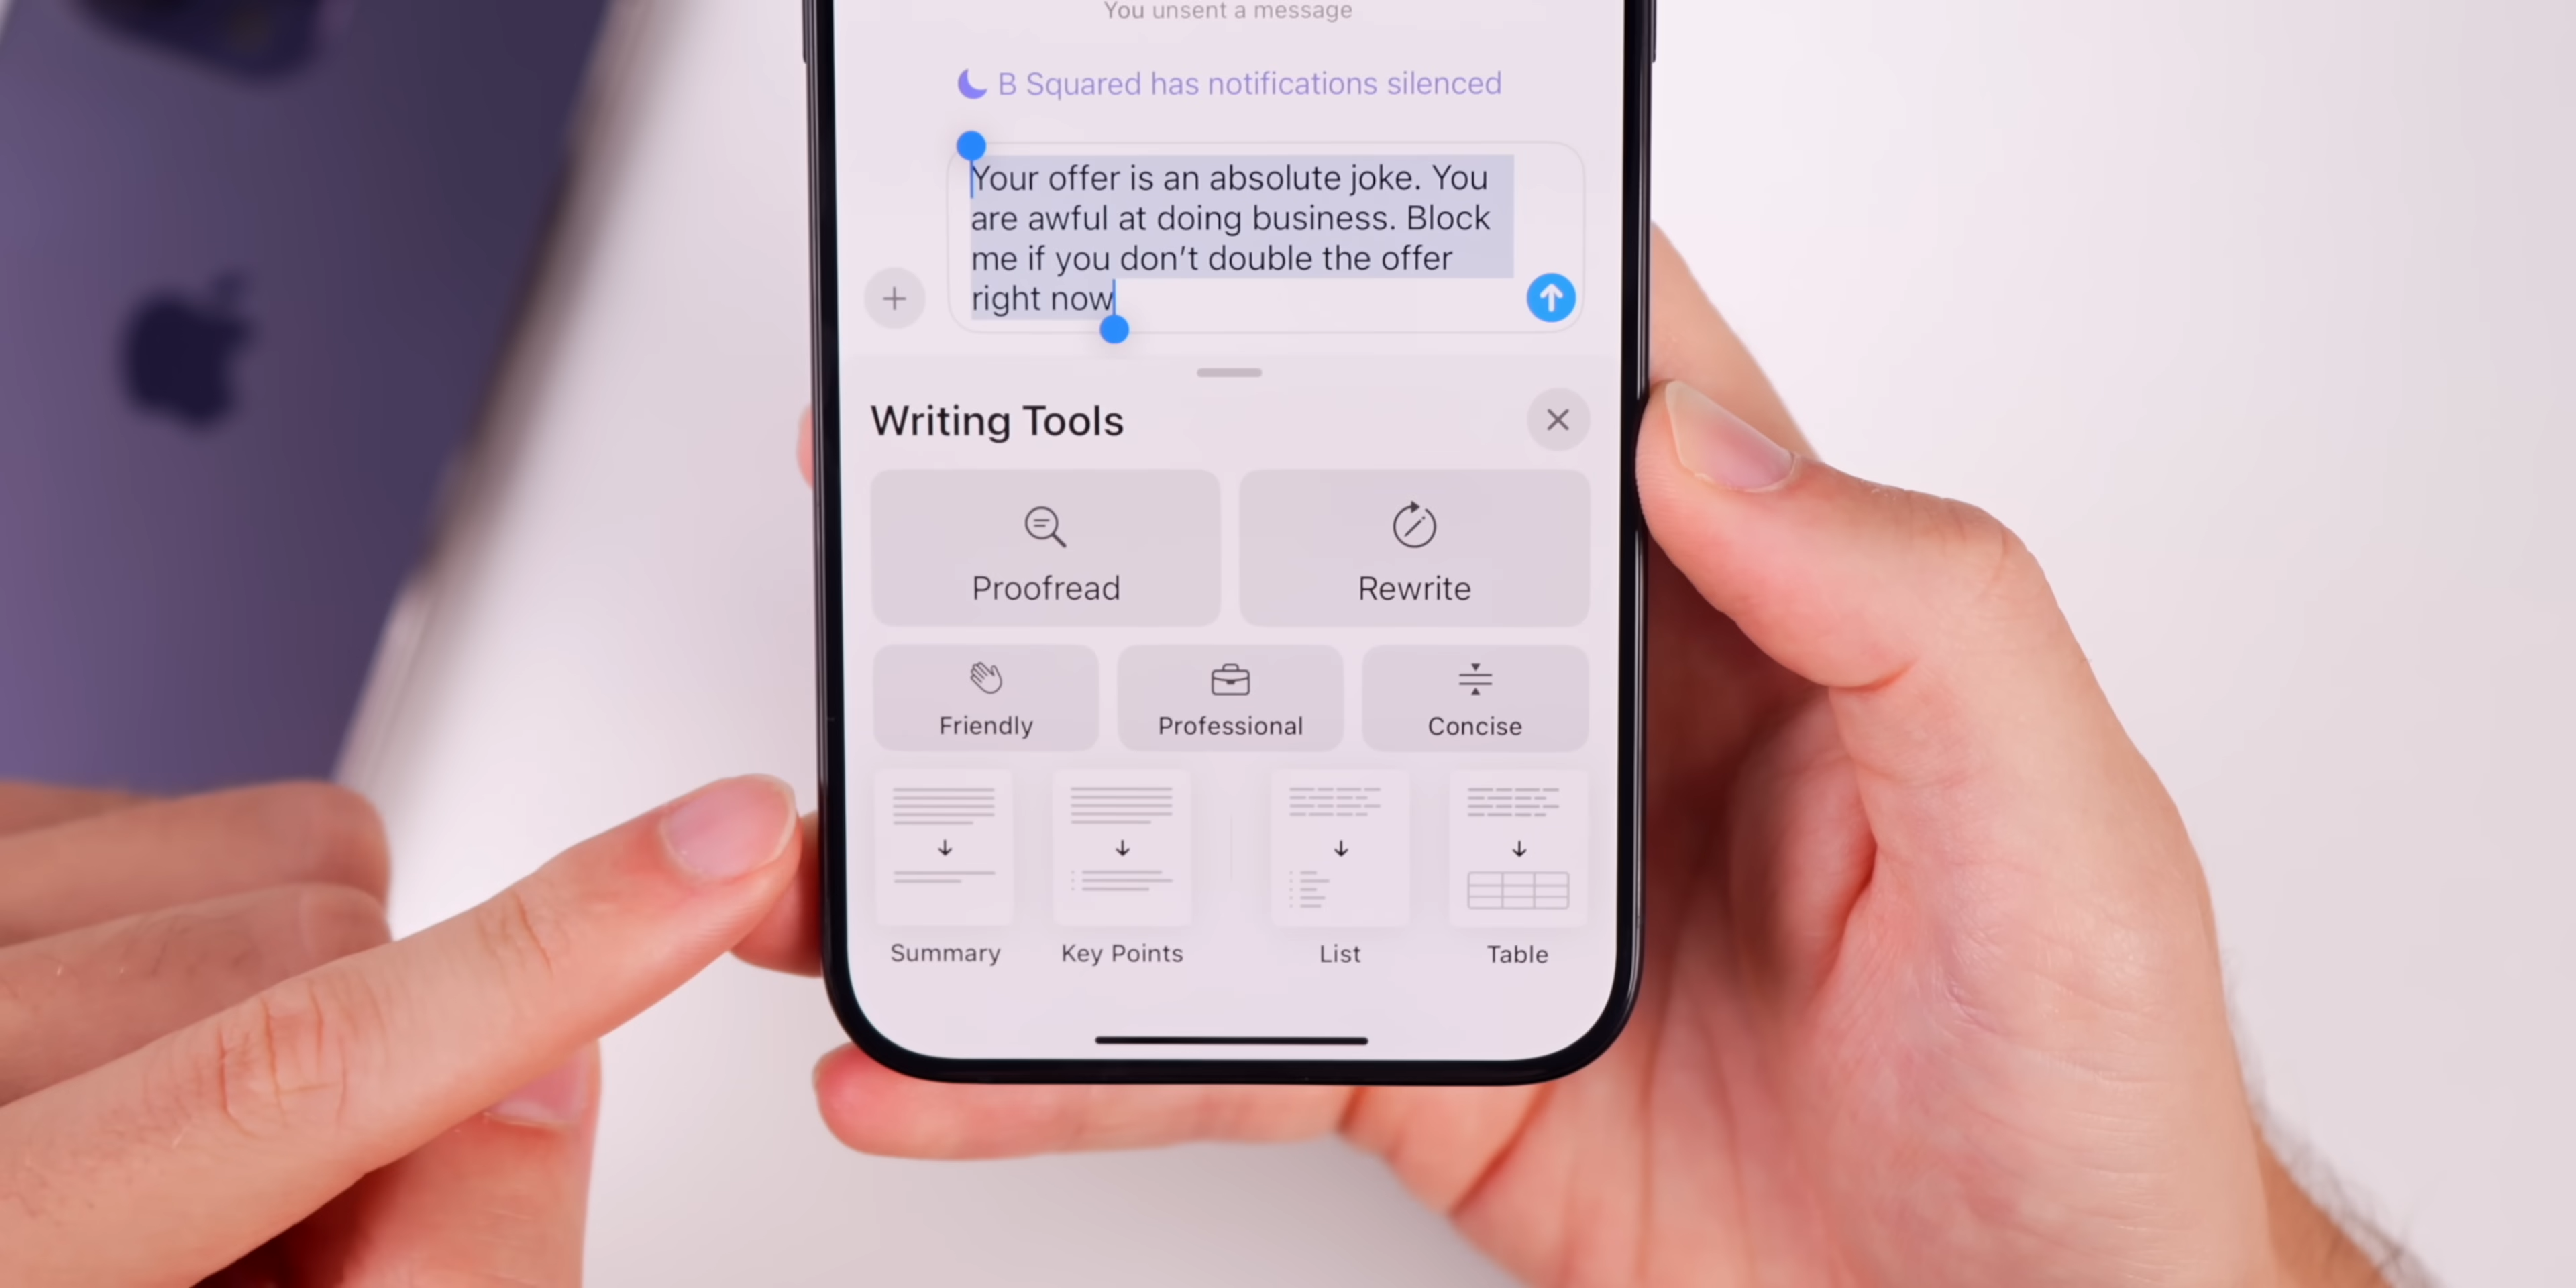 You unsent a message
B Squared has notifications silenced
Your offer is an absolute joke. You
are awful at doing business. Block
me if you don't double the offer
right now
Writing Tools
Proofread
Rewrite
Friendly
Professional
Concise
Summary
Key Points
List
Table